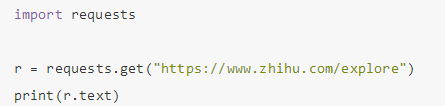 import requests
r = requests.get("https://www.zhihu.com/explore")
print(r.text)